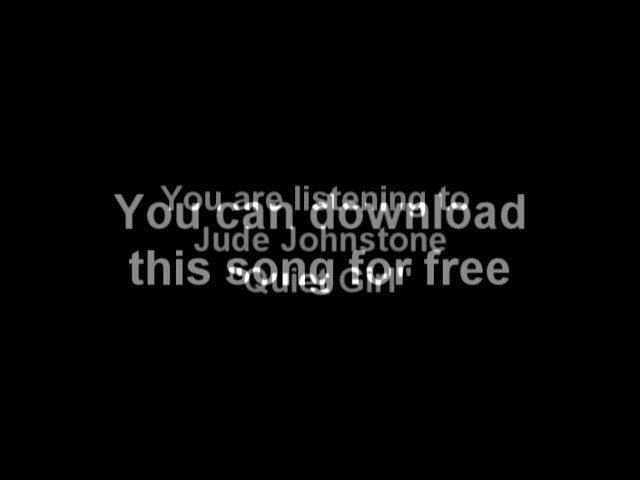 You are listening to
Jude Johnstone
"Quiet Girl"
You can download
this song for free